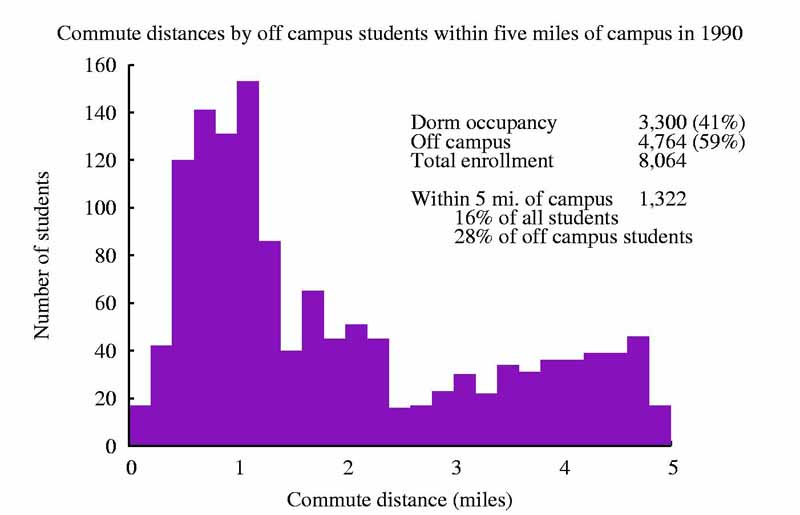 Commute distances by off campus students within five miles of campus in 1990
160
140
120
100
80
60
40
20
0
Number of students
Dorm occupancy 3,300 (41%)
Off campus 4,764 (59%)
Total enrollment 8,064
Within 5 mi. of campus 1,322
16% of all students
28% of off campus students
0 1 2 3 4 5
Commute distance (miles)